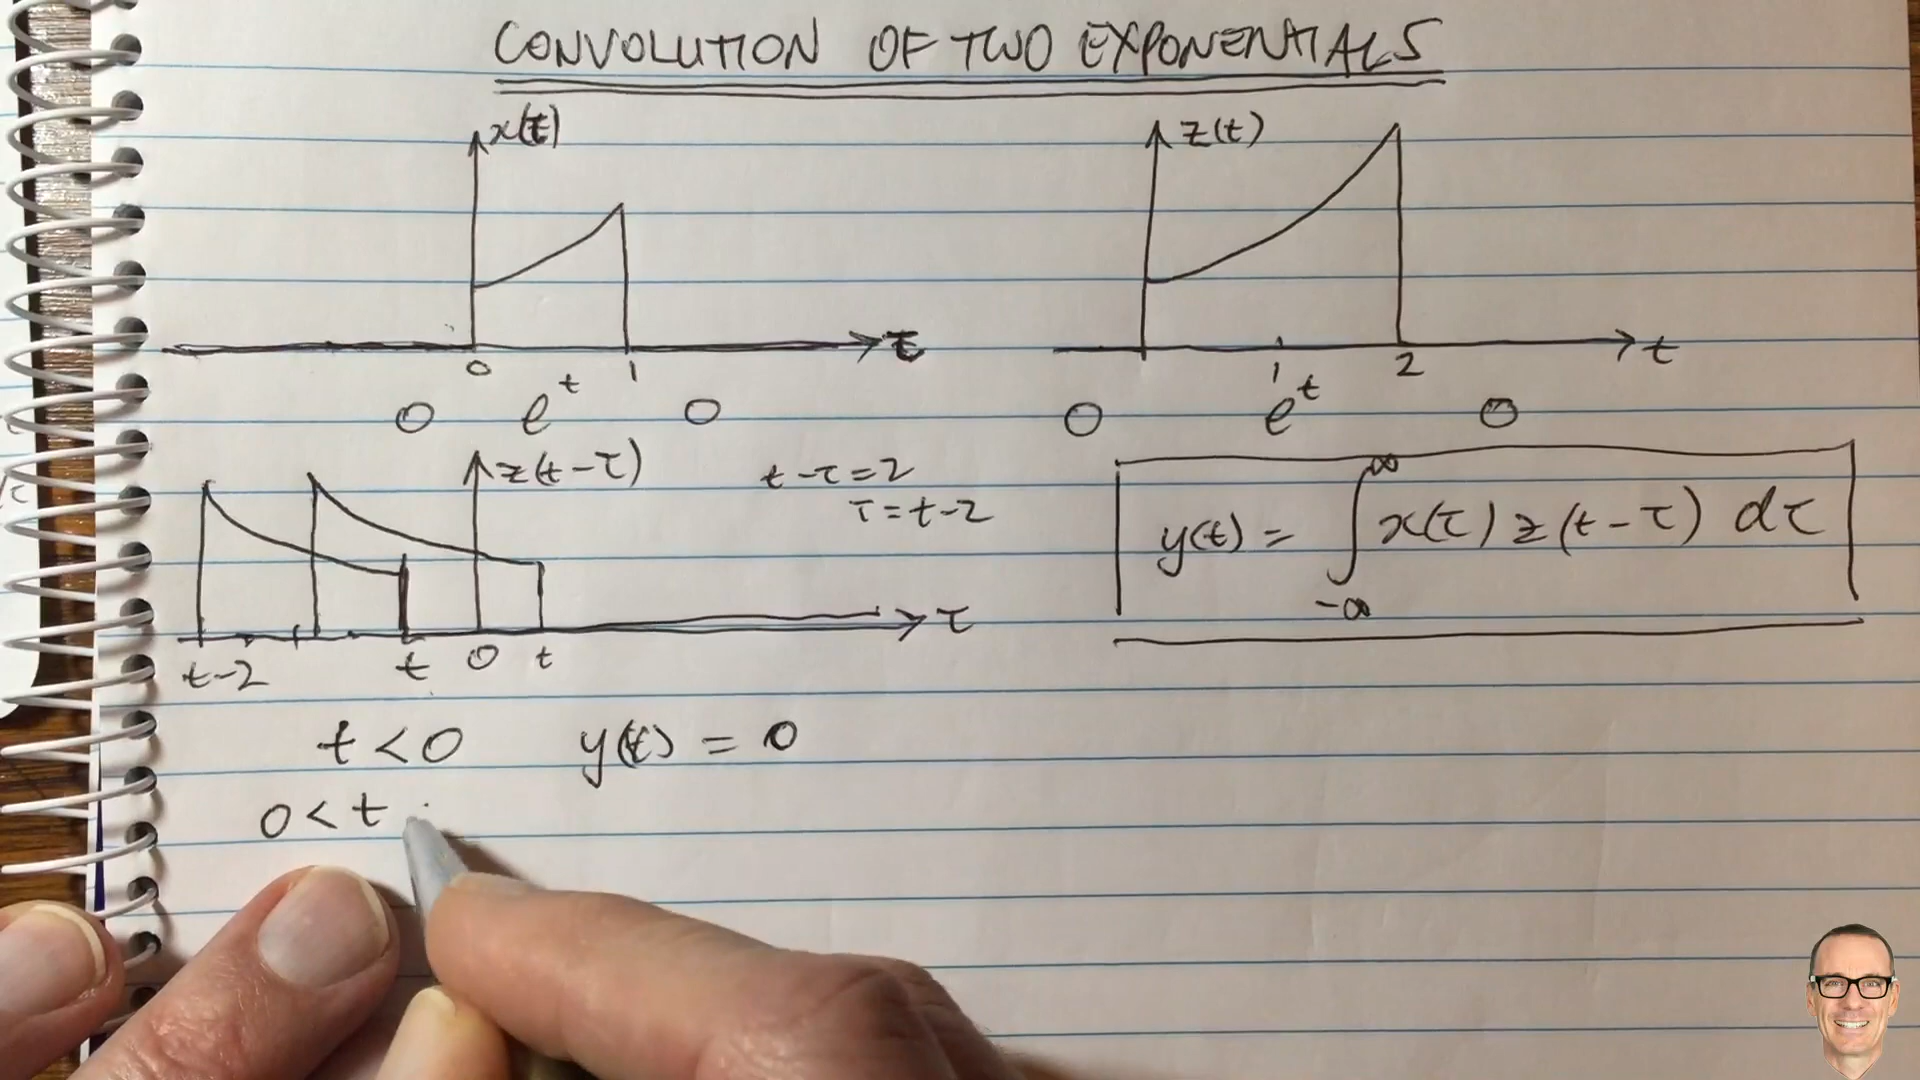 CONVOLUTION OF TWO EXPONENTIALS
x(τ)
τ
0 1
0 e^t 0
z(t)
t
1 2
0 e^t 0
z(t-τ)
t-τ=2
τ=t-2
τ
t-2 t 0 t
y(t) = ∫_{-∞}^{∞} x(τ) z(t-τ) dτ
t<0 y(t) = 0
0<t